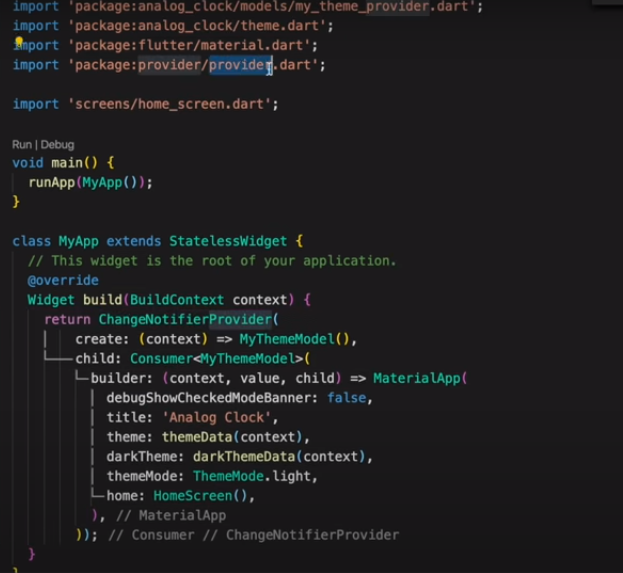 import 'package:analog_clock/models/my_theme_provider.dart';
import 'package:analog_clock/theme.dart';
import 'package:flutter/material.dart';
import 'package:provider/provider.dart';
import 'screens/home_screen.dart';
Run | Debug
void main() {
  runApp(MyApp());
}
class MyApp extends StatelessWidget {
  // This widget is the root of your application.
  @override
  Widget build(BuildContext context) {
    return ChangeNotifierProvider(
        create: (context) => MyThemeModel(),
        child: Consumer<MyThemeModel>(
          builder: (context, value, child) => MaterialApp(
            debugShowCheckedModeBanner: false,
            title: 'Analog Clock',
            theme: themeData(context),
            darkTheme: darkThemeData(context),
            themeMode: ThemeMode.light,
            home: HomeScreen(),
          ), // MaterialApp
        )); // Consumer // ChangeNotifierProvider
  }
}